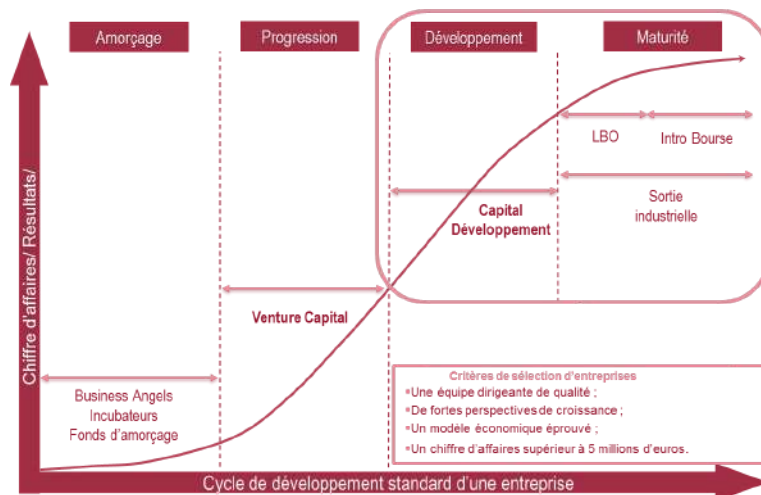 Amorçage
Progression
Développement
Maturité
LBO
Intro Bourse
Capital
Développement
Sortie
industrielle
Venture Capital
Business Angels
Incubateurs
Fonds d'amorçage
Critères de sélection d'entreprises
▪Une équipe dirigeante de qualité ;
▪De fortes perspectives de croissance ;
▪Un modèle économique éprouvé ;
▪Un chiffre d'affaires supérieur à 5 millions d'euros.
Chiffre d'affaires/ Résultats/
Cycle de développement standard d'une entreprise